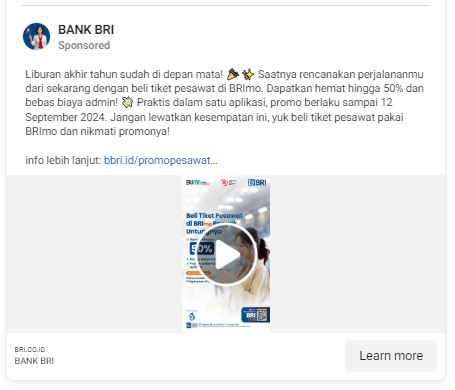 BANK BRI
Sponsored
Liburan akhir tahun sudah di depan mata! 🎉 ✨ Saatnya rencanakan perjalananmu
dari sekarang dengan beli tiket pesawat di BRImo. Dapatkan hemat hingga 50% dan
bebas biaya admin! 💸 Praktis dalam satu aplikasi, promo berlaku sampai 12
September 2024. Jangan lewatkan kesempatan ini, yuk beli tiket pesawat pakai
BRImo dan nikmati promonya!
info lebih lanjut: bbri.id/promopesawat...
BRI
Beli Tiket Pesawat
di BRImo
Untungnya
50%
BRI
BRI.CO.ID
BANK BRI
Learn more